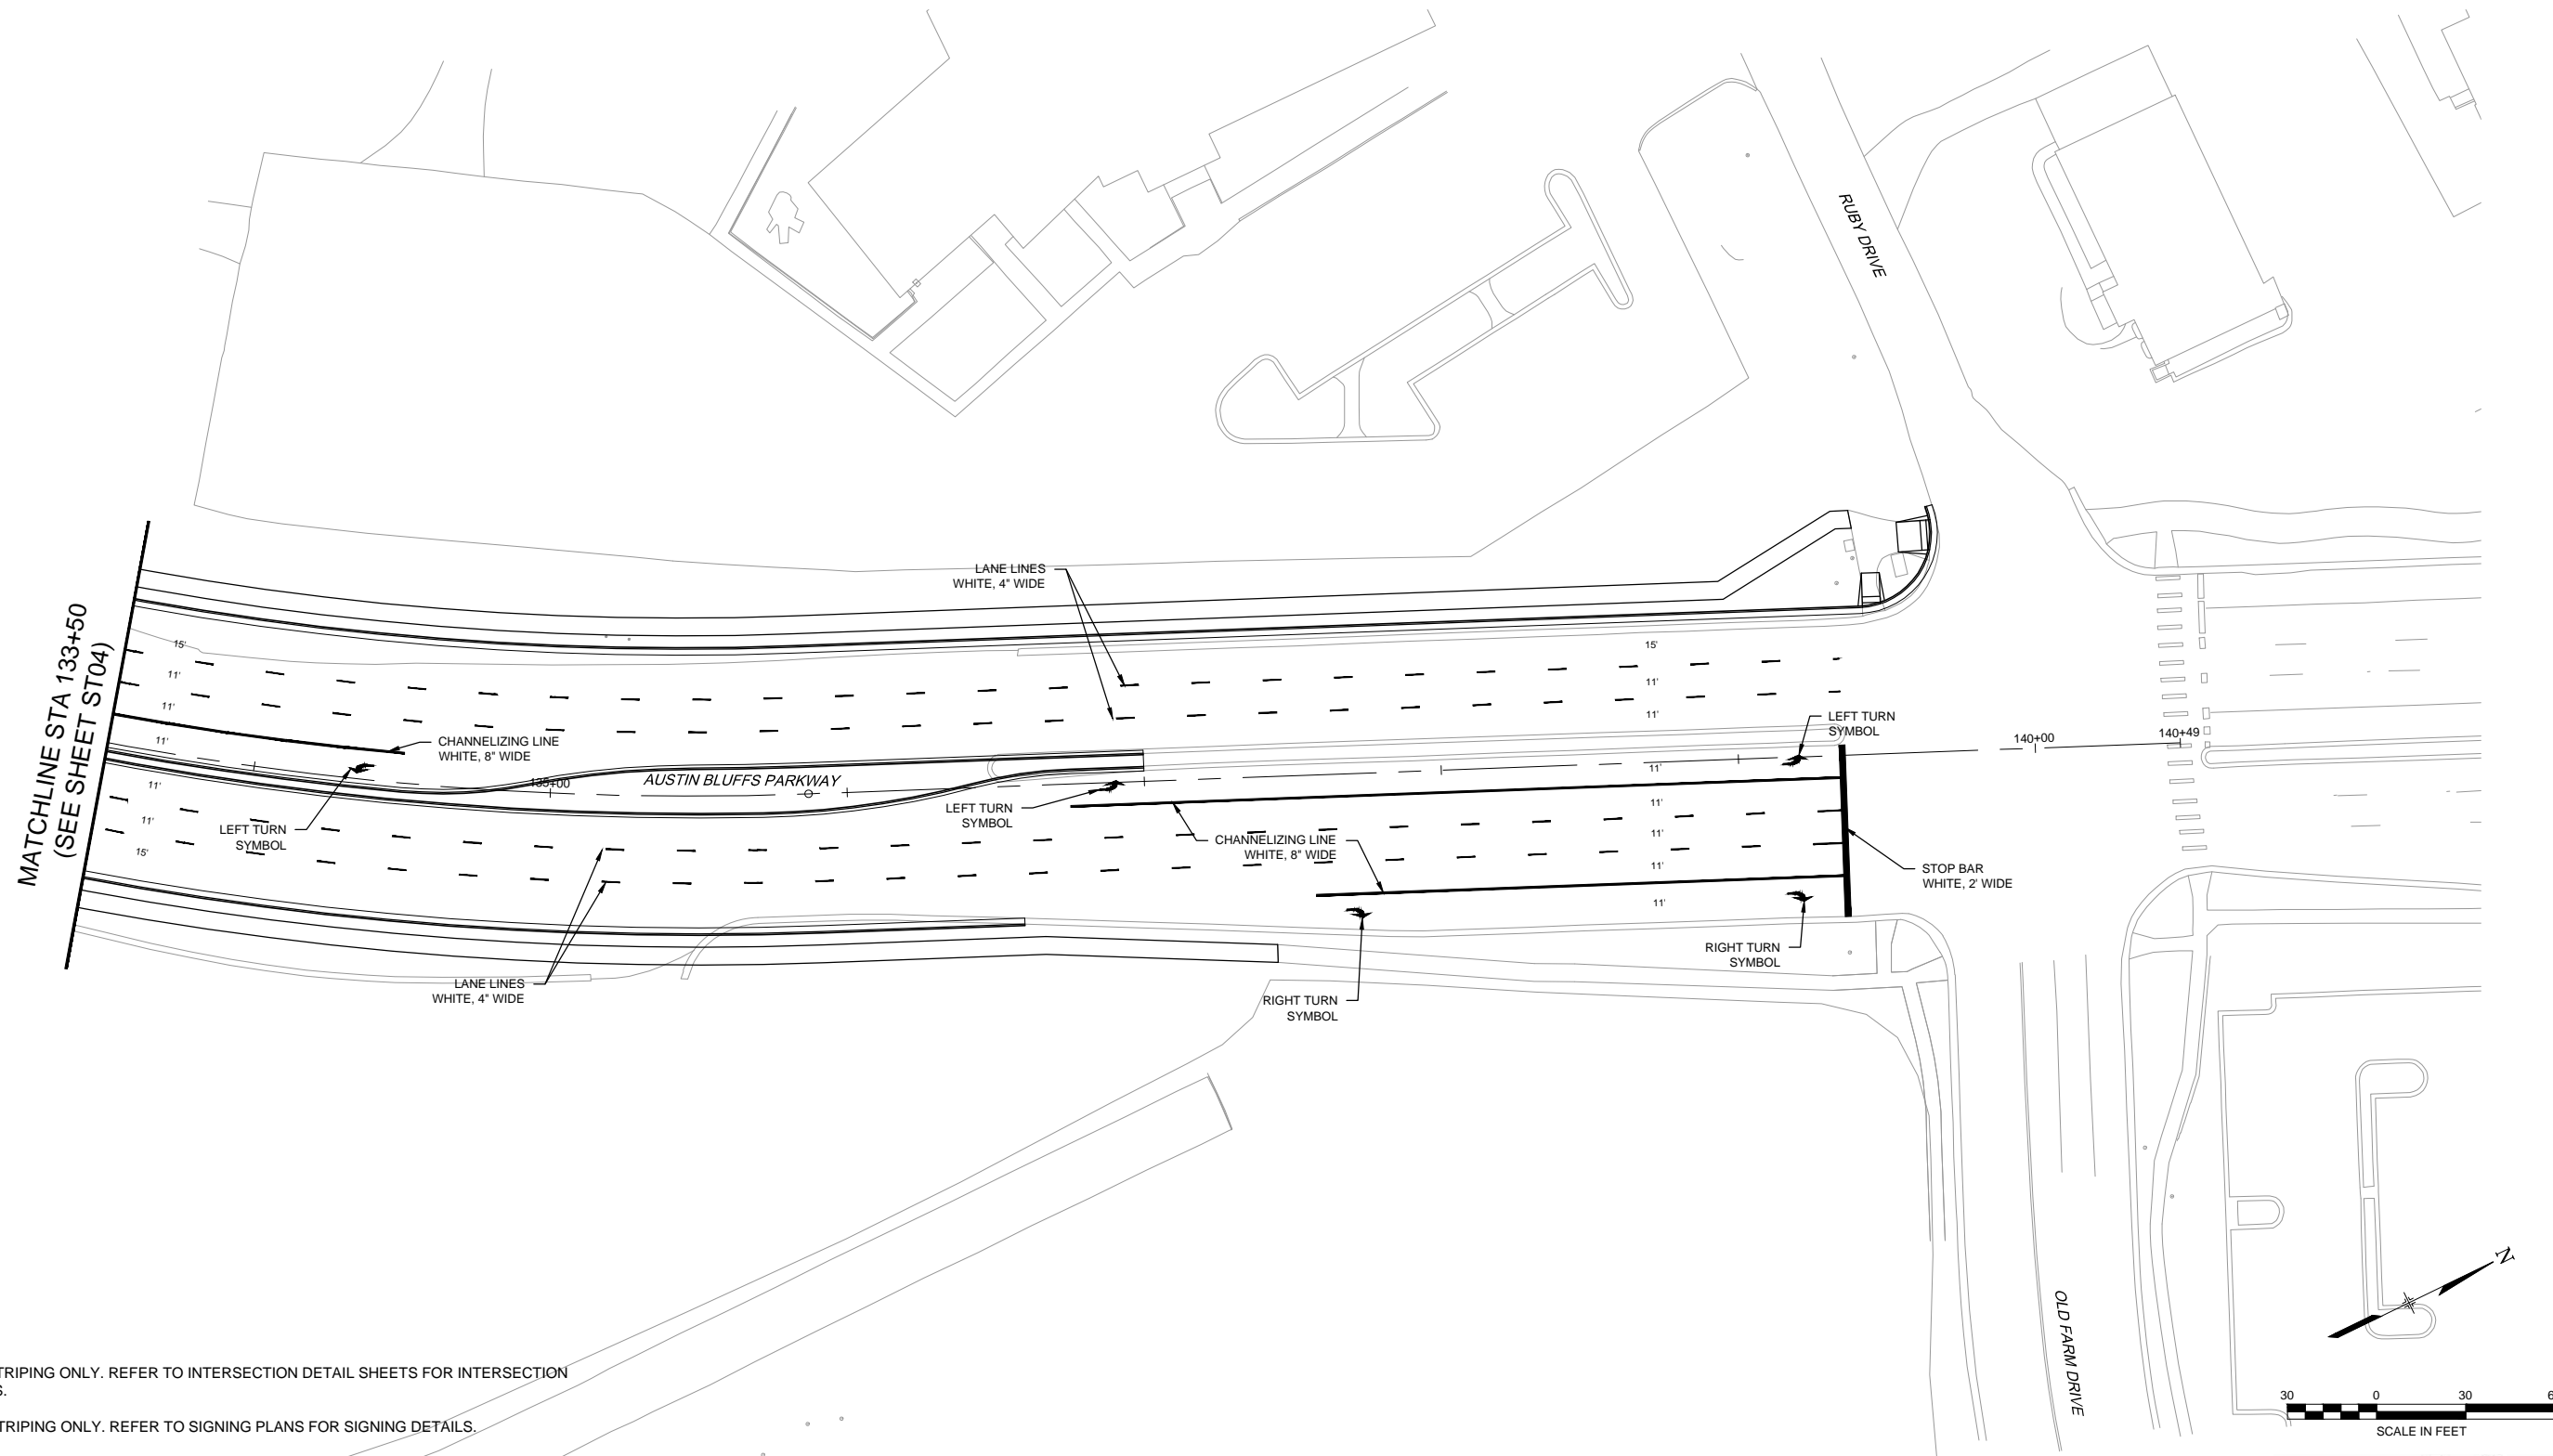 RUBY DRIVE
LANE LINES
WHITE, 4" WIDE
MATCHLINE STA 133+50
(SEE SHEET ST04)
15'
11'
11'
11'
11'
11'
15'
15'
11'
11'
CHANNELIZING LINE
WHITE, 8" WIDE
LEFT TURN
SYMBOL
140+00
140+49
AUSTIN BLUFFS PARKWAY
135+00
11'
11'
11'
11'
11'
LEFT TURN
SYMBOL
LEFT TURN
SYMBOL
CHANNELIZING LINE
WHITE, 8" WIDE
STOP BAR
WHITE, 2' WIDE
RIGHT TURN
SYMBOL
LANE LINES
WHITE, 4" WIDE
RIGHT TURN
SYMBOL
N
OLD FARM DRIVE
TRIPING ONLY. REFER TO INTERSECTION DETAIL SHEETS FOR INTERSECTION
S.
TRIPING ONLY. REFER TO SIGNING PLANS FOR SIGNING DETAILS.
30 0 30
SCALE IN FEET